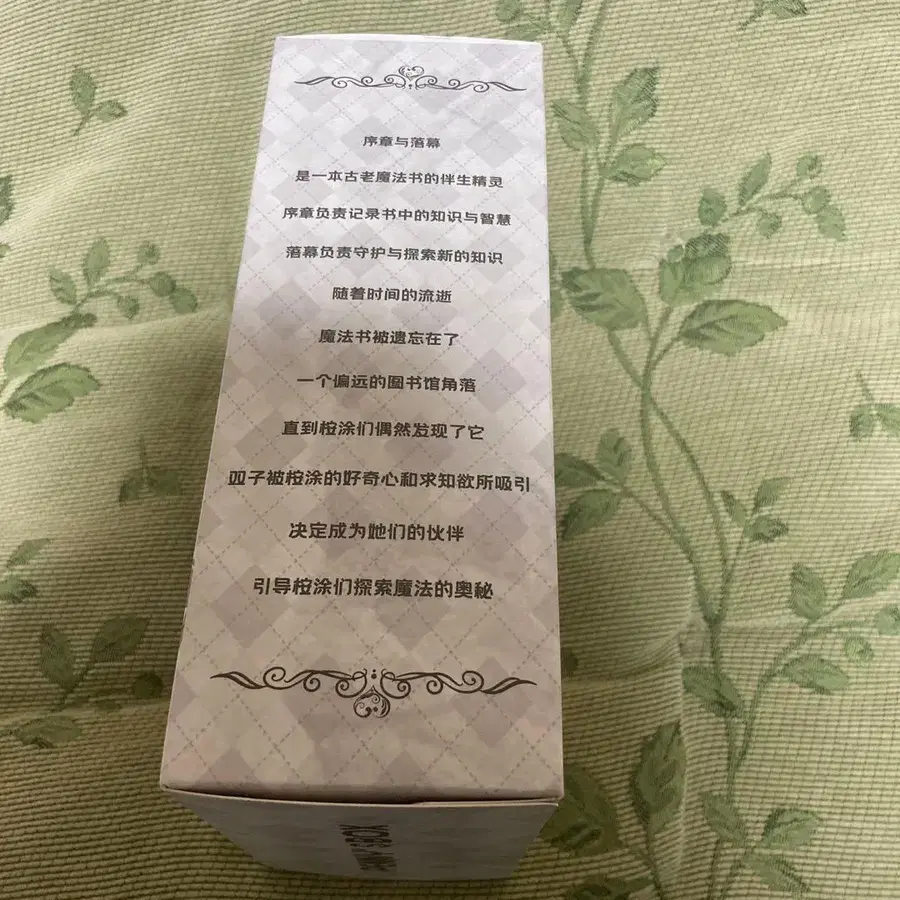 序章与落幕
是一本古老魔法书的伴生精灵
序章负责记录书中的知识与智慧
落幕负责守护与探索新的知识
随着时间的流逝
魔法书被遗忘在了
一个偏远的图书馆角落
直到桉涂们偶然发现了它
双子被桉涂的好奇心和求知欲所吸引
决定成为她们的伙伴
引导桉涂们探索魔法的奥秘